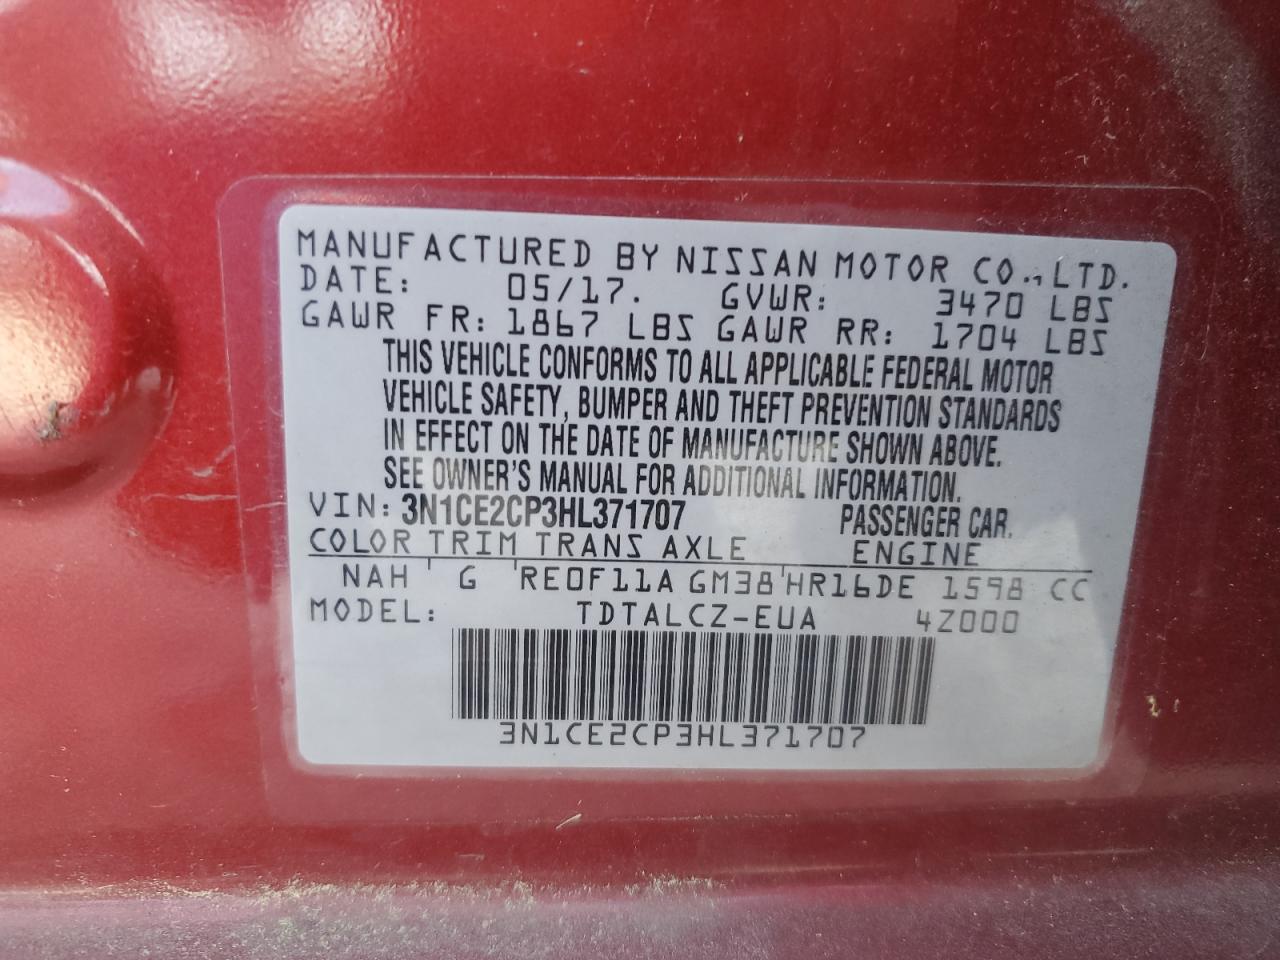 MANUFACTURED BY NISSAN MOTOR CO.,LTD.
DATE: 05/17. GVWR: 3470 LBS
GAWR FR: 1867 LBS GAWR RR: 1704 LBS
THIS VEHICLE CONFORMS TO ALL APPLICABLE FEDERAL MOTOR
VEHICLE SAFETY, BUMPER AND THEFT PREVENTION STANDARDS
IN EFFECT ON THE DATE OF MANUFACTURE SHOWN ABOVE.
SEE OWNER'S MANUAL FOR ADDITIONAL INFORMATION.
VIN: 3N1CE2CP3HL371707 PASSENGER CAR.
COLOR TRIM TRANS AXLE ENGINE
NAH ' G 'RE0F11A GM38'HR16DE 1598 CC
MODEL: TDTALCZ-EUA 4Z000
3N1CE2CP3HL371707